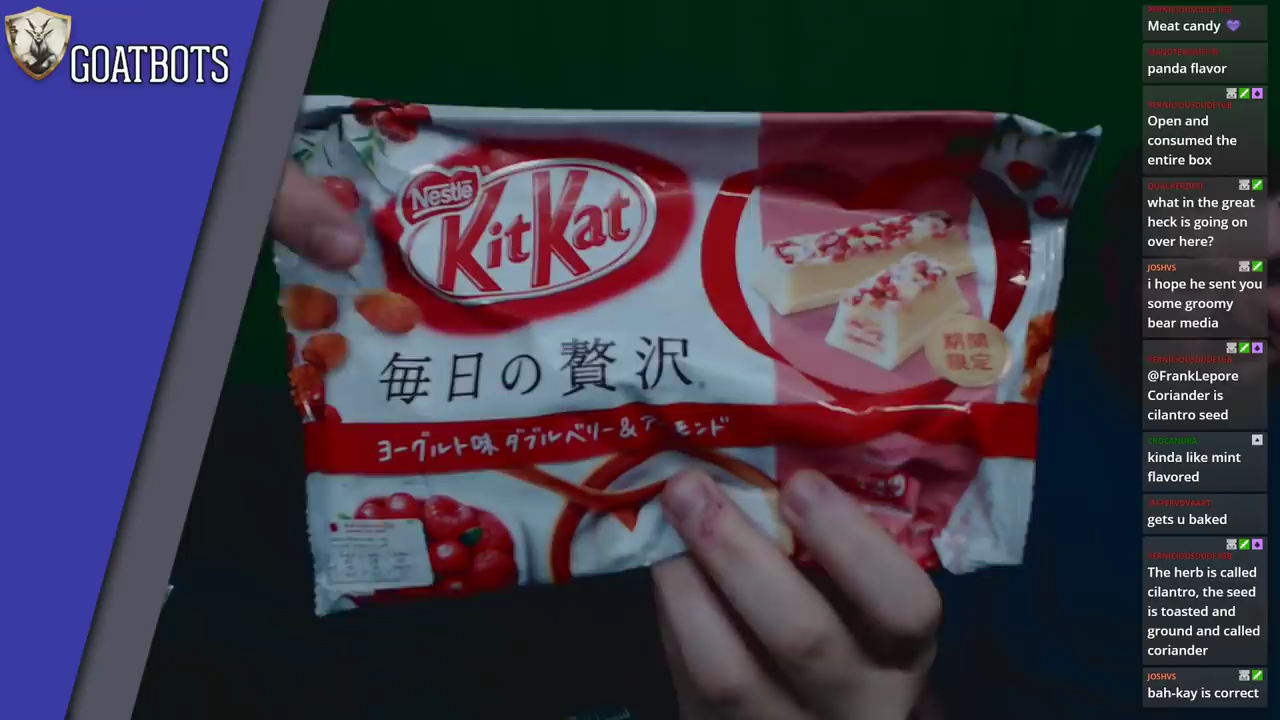 GOATBOTS
Nestlé
KitKat
毎日の贅沢
ヨーグルト味 ダブルベリー&アーモンド
期間
限定
Meat candy 💜
panda flavor
Open and
consumed the
entire box
what in the great
heck is going on
over here?
JOSHVS
i hope he sent you
some groomy
bear media
@FrankLepore
Coriander is
cilantro seed
kinda like mint
flavored
gets u baked
The herb is called
cilantro, the seed
is toasted and
ground and called
coriander
JOSHVS
bah-kay is correct